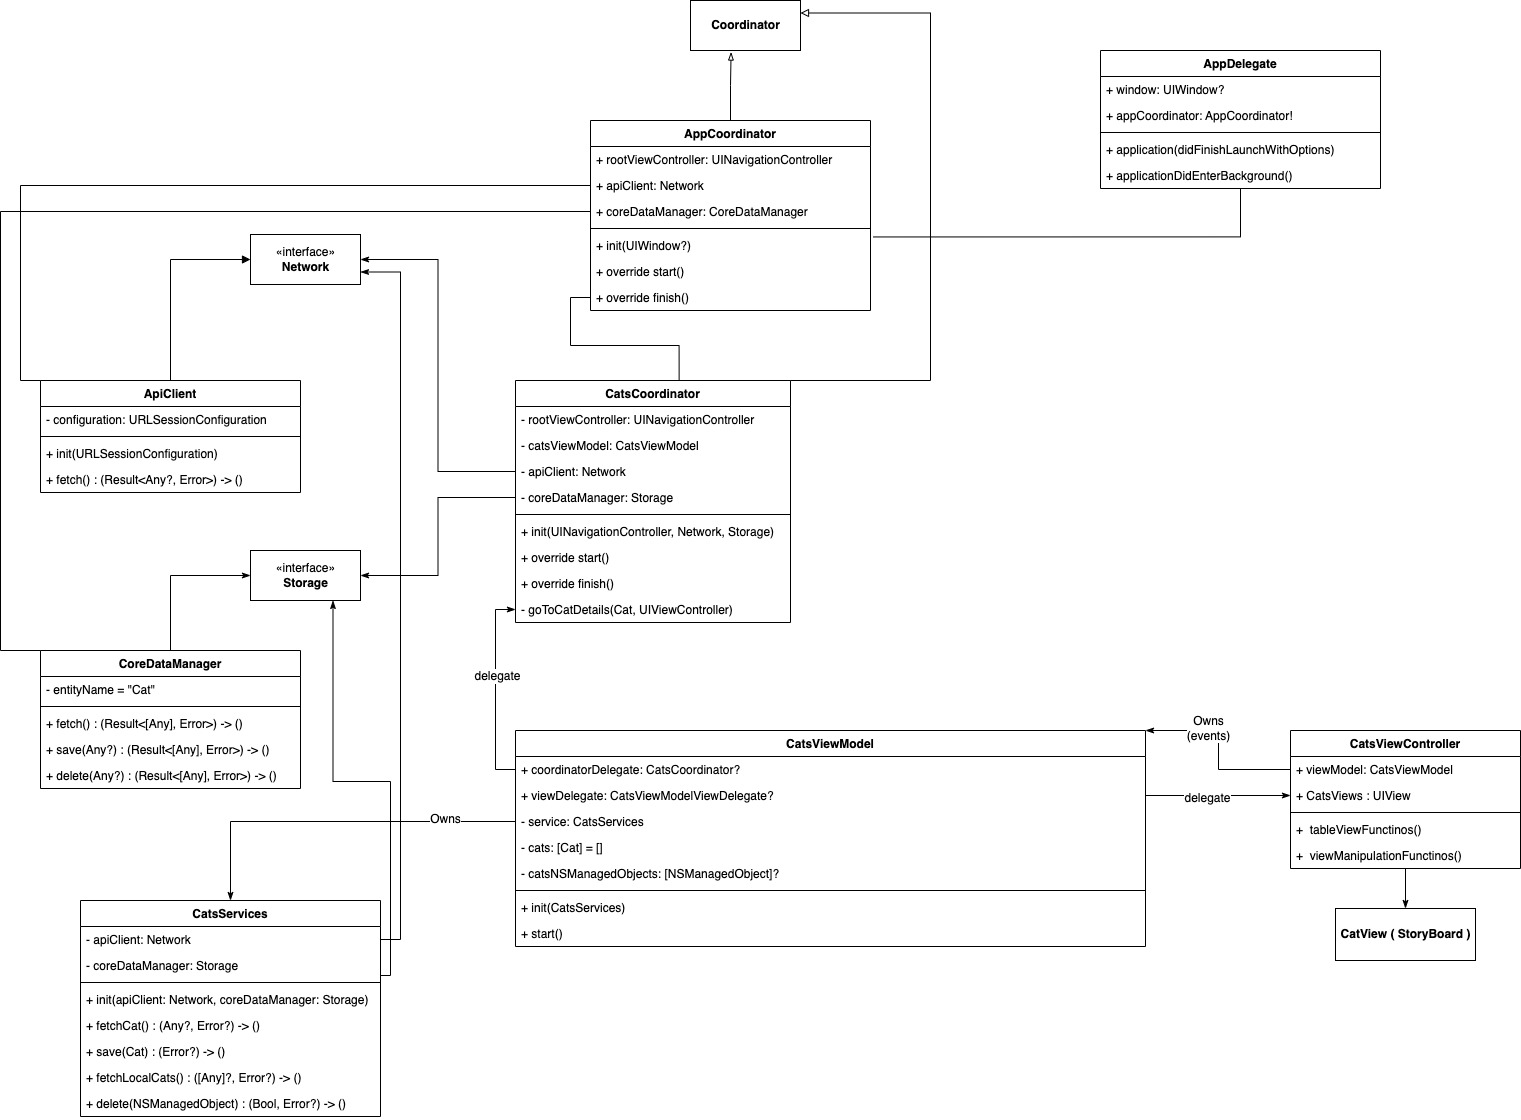 Coordinator
AppDelegate
+ window: UIWindow?
+ appCoordinator: AppCoordinator!
+ application(didFinishLaunchWithOptions)
+ applicationDidEnterBackground()
AppCoordinator
+ rootViewController: UINavigationController
+ apiClient: Network
+ coreDataManager: CoreDataManager
+ init(UIWindow?)
+ override start()
+ override finish()
«interface»
Network
ApiClient
- configuration: URLSessionConfiguration
+ init(URLSessionConfiguration)
+ fetch() : (Result<Any?, Error>) -> ()
CatsCoordinator
- rootViewController: UINavigationController
- catsViewModel: CatsViewModel
- apiClient: Network
- coreDataManager: Storage
+ init(UINavigationController, Network, Storage)
+ override start()
+ override finish()
- goToCatDetails(Cat, UIViewController)
«interface»
Storage
CoreDataManager
- entityName = "Cat"
+ fetch() : (Result<[Any], Error>) -> ()
+ save(Any?) : (Result<[Any], Error>) -> ()
+ delete(Any?) : (Result<[Any], Error>) -> ()
delegate
CatsViewModel
+ coordinatorDelegate: CatsCoordinator?
+ viewDelegate: CatsViewModelViewDelegate?
- service: CatsServices
- cats: [Cat] = []
- catsNSManagedObjects: [NSManagedObject]?
+ init(CatsServices)
+ start()
Owns
(events)
delegate
CatsViewController
+ viewModel: CatsViewModel
+ CatsViews : UIView
+ tableViewFunctinos()
+ viewManipulationFunctinos()
CatView ( StoryBoard )
Owns
CatsServices
- apiClient: Network
- coreDataManager: Storage
+ init(apiClient: Network, coreDataManager: Storage)
+ fetchCat() : (Any?, Error?) -> ()
+ save(Cat) : (Error?) -> ()
+ fetchLocalCats() : ([Any]?, Error?) -> ()
+ delete(NSManagedObject) : (Bool, Error?) -> ()